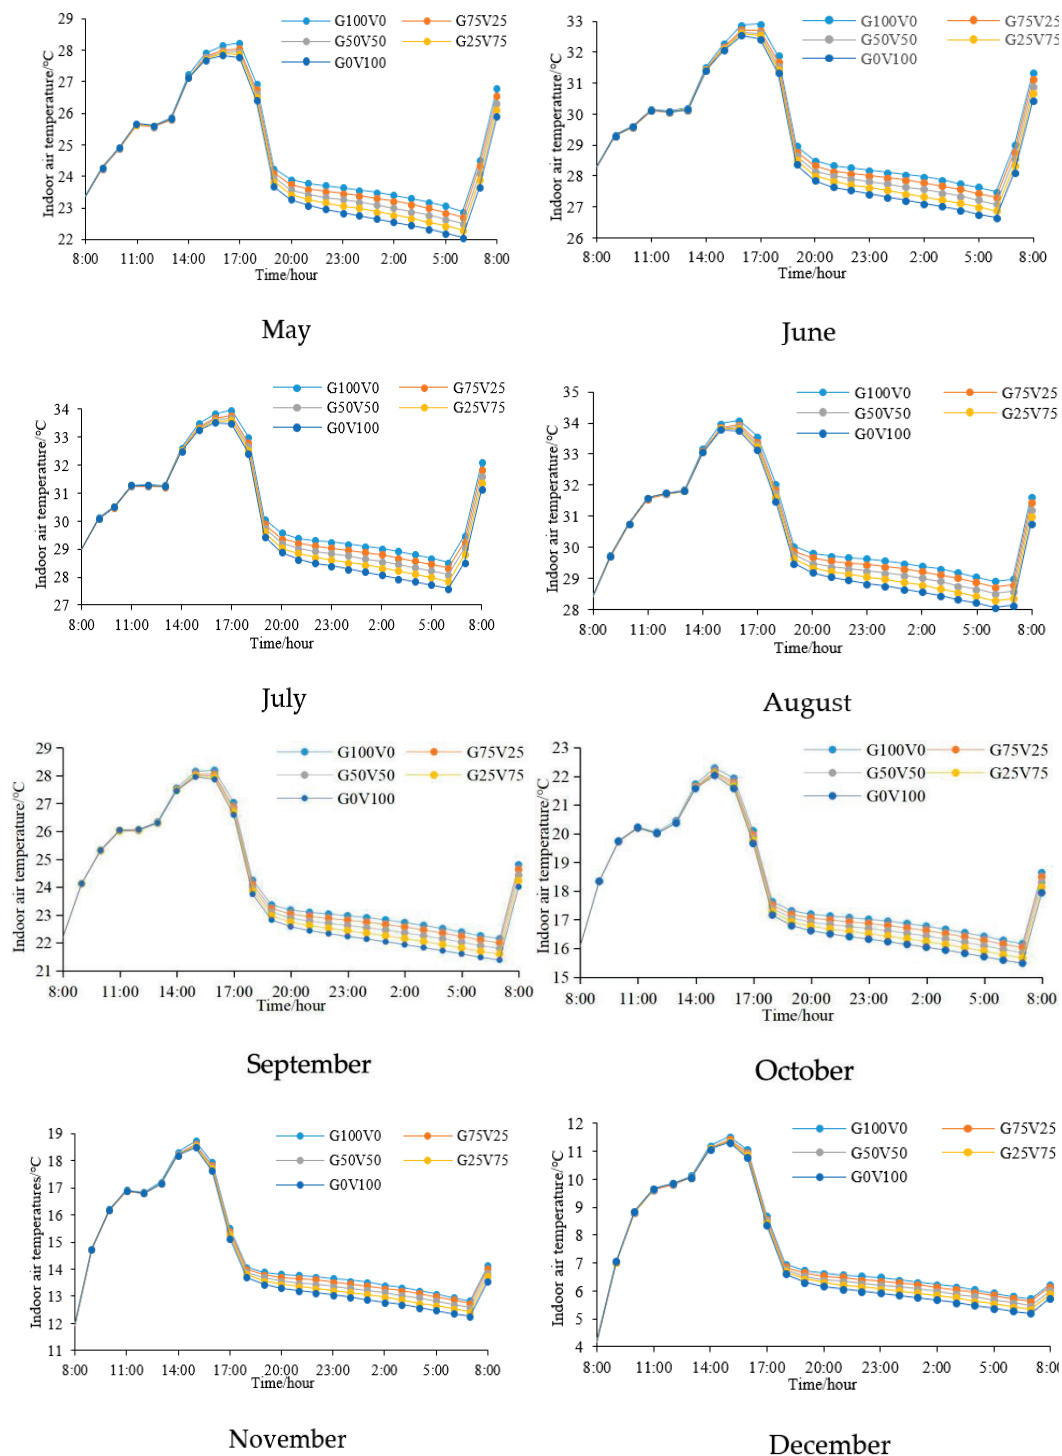 29
28
27
26
25
24
23
22
Indoor air temperature/°C
G100V0
G75V25
G50V50
G25V75
G0V100
8:00 11:00 14:00 17:00 20:00 23:00 2:00 5:00 8:00
Time/hour
May
33
32
31
30
29
28
27
26
Indoor air temperature/°C
G100V0
G75V25
G50V50
G25V75
G0V100
8:00 11:00 14:00 17:00 20:00 23:00 2:00 5:00 8:00
Time/hour
June
34
33
32
31
30
29
28
27
Indoor air temperature/°C
G100V0
G75V25
G50V50
G25V75
G0V100
8:00 11:00 14:00 17:00 20:00 23:00 2:00 5:00 8:00
Time/hour
July
35
34
33
32
31
30
29
28
Indoor air temperature/°C
G100V0
G75V25
G50V50
G25V75
G0V100
8:00 11:00 14:00 17:00 20:00 23:00 2:00 5:00 8:00
Time/hour
August
29
28
27
26
25
24
23
22
21
Indoor air temperature/°C
G100V0
G75V25
G50V50
G25V75
G0V100
8:00 11:00 14:00 17:00 20:00 23:00 2:00 5:00 8:00
Time/hour
September
23
22
21
20
19
18
17
16
15
Indoor air temperature/°C
G100V0
G75V25
G50V50
G25V75
G0V100
8:00 11:00 14:00 17:00 20:00 23:00 2:00 5:00 8:00
Time/hour
October
19
18
17
16
15
14
13
12
11
Indoor air temperatures/°C
G100V0
G75V25
G50V50
G25V75
G0V100
8:00 11:00 14:00 17:00 20:00 23:00 2:00 5:00 8:00
Time/hour
November
12
11
10
9
8
7
6
5
4
Indoor air temperature/°C
G100V0
G75V25
G50V50
G25V75
G0V100
8:00 11:00 14:00 17:00 20:00 23:00 2:00 5:00 8:00
Time/hour
December